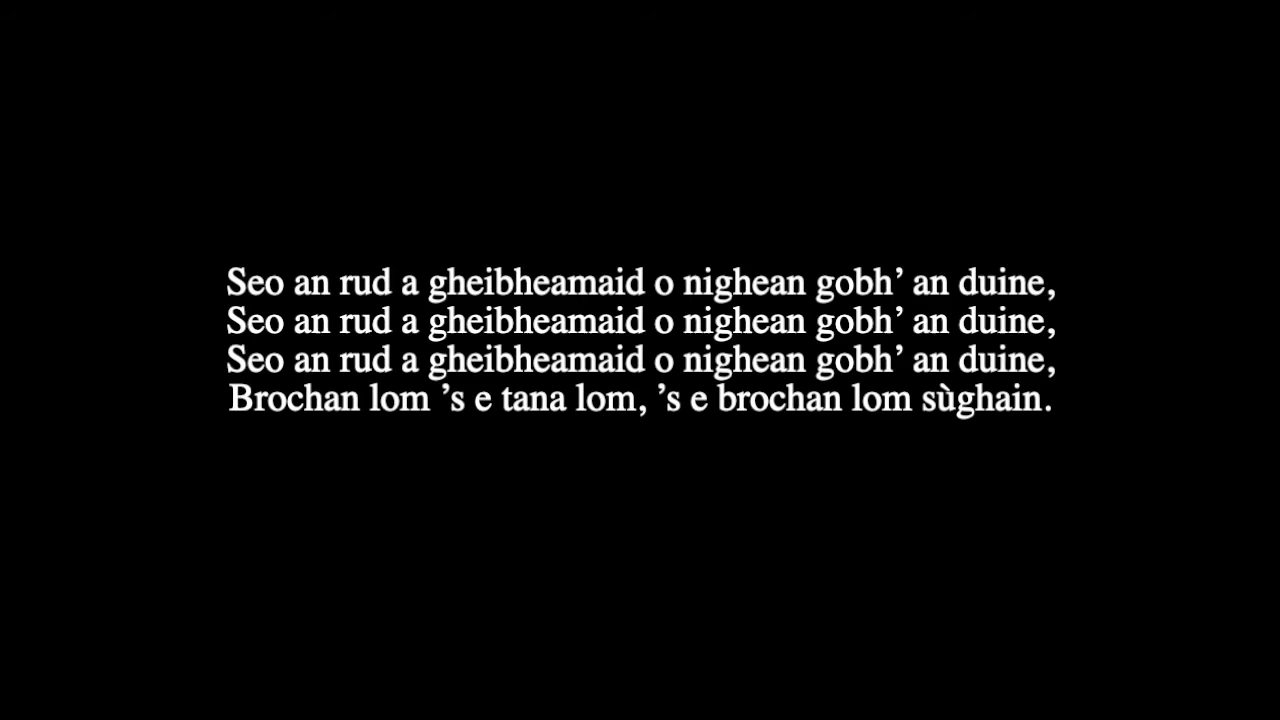 Seo an rud a gheibheamaid o nighean gobh’ an duine,
Seo an rud a gheibheamaid o nighean gobh’ an duine,
Seo an rud a gheibheamaid o nighean gobh’ an duine,
Brochan lom ’s e tana lom, ’s e brochan lom sùghain.